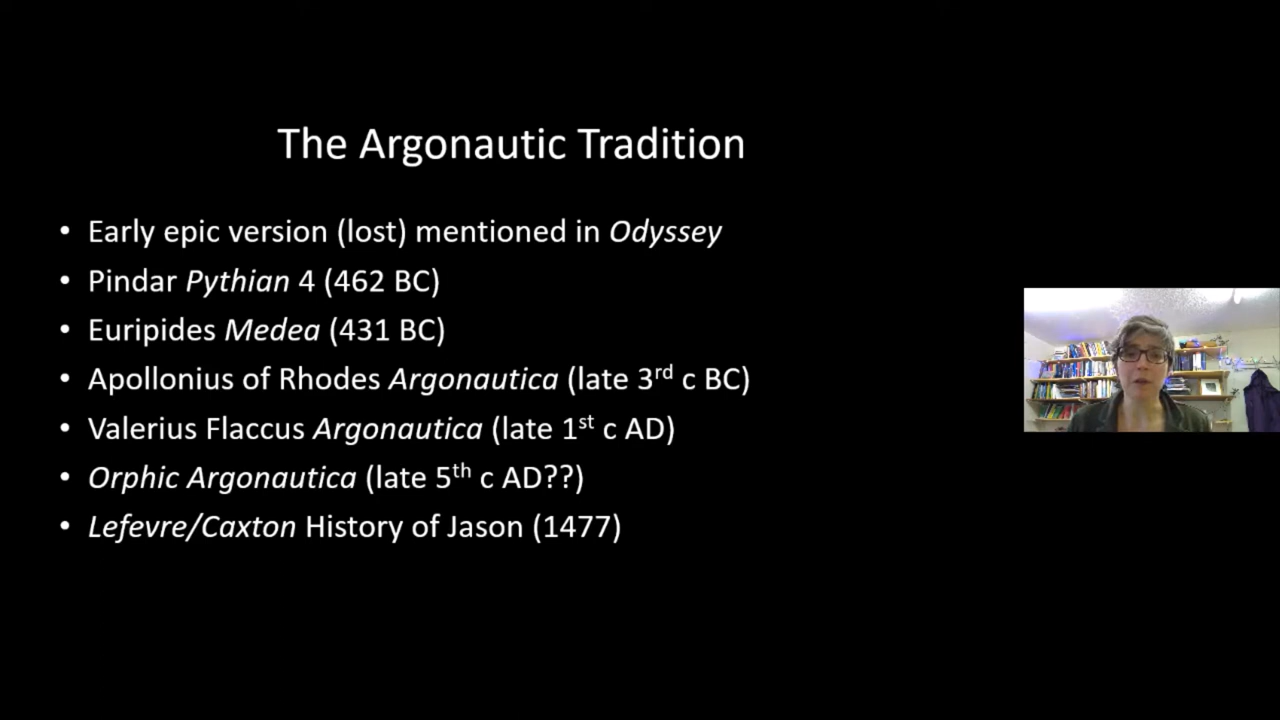 The Argonautic Tradition
• Early epic version (lost) mentioned in Odyssey
• Pindar Pythian 4 (462 BC)
• Euripides Medea (431 BC)
• Apollonius of Rhodes Argonautica (late 3rd c BC)
• Valerius Flaccus Argonautica (late 1st c AD)
• Orphic Argonautica (late 5th c AD??)
• Lefevre/Caxton History of Jason (1477)